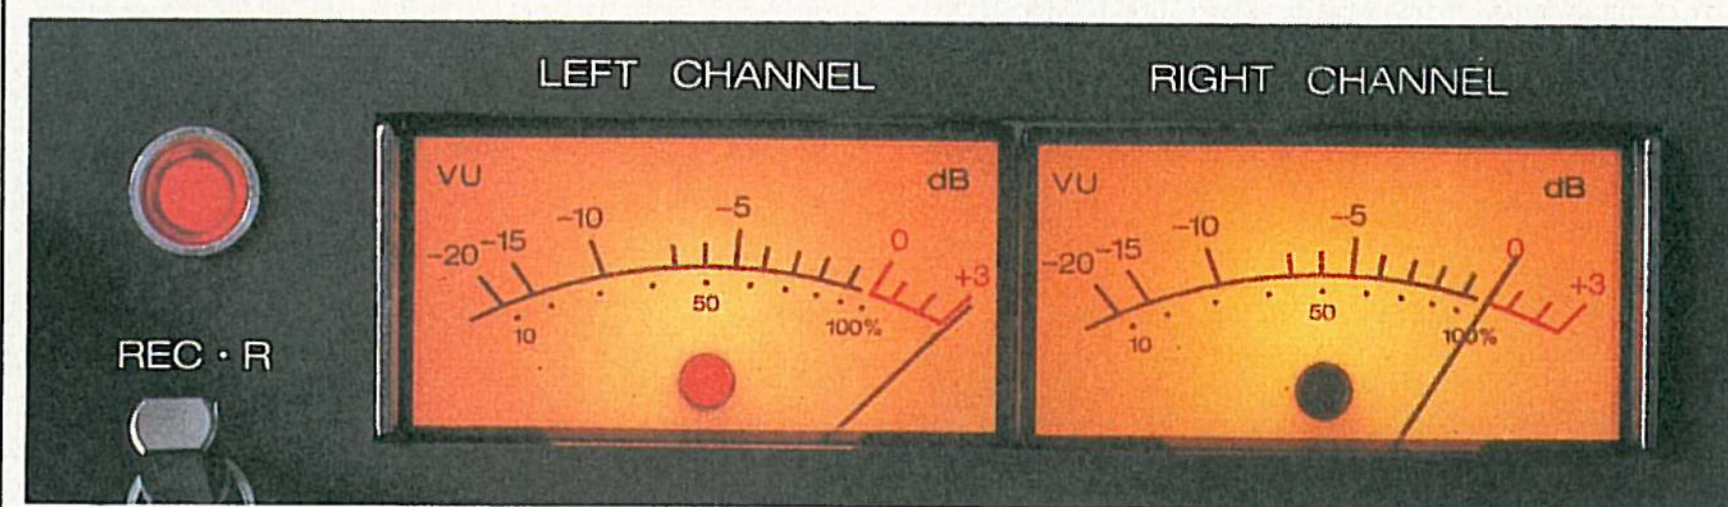 LEFT CHANNEL
RIGHT CHANNEL
VU
dB
-20 -15 -10 -5 0 +3
10 50 100%
VU
dB
-20 -15 -10 -5 0 +3
10 50 100%
REC · R